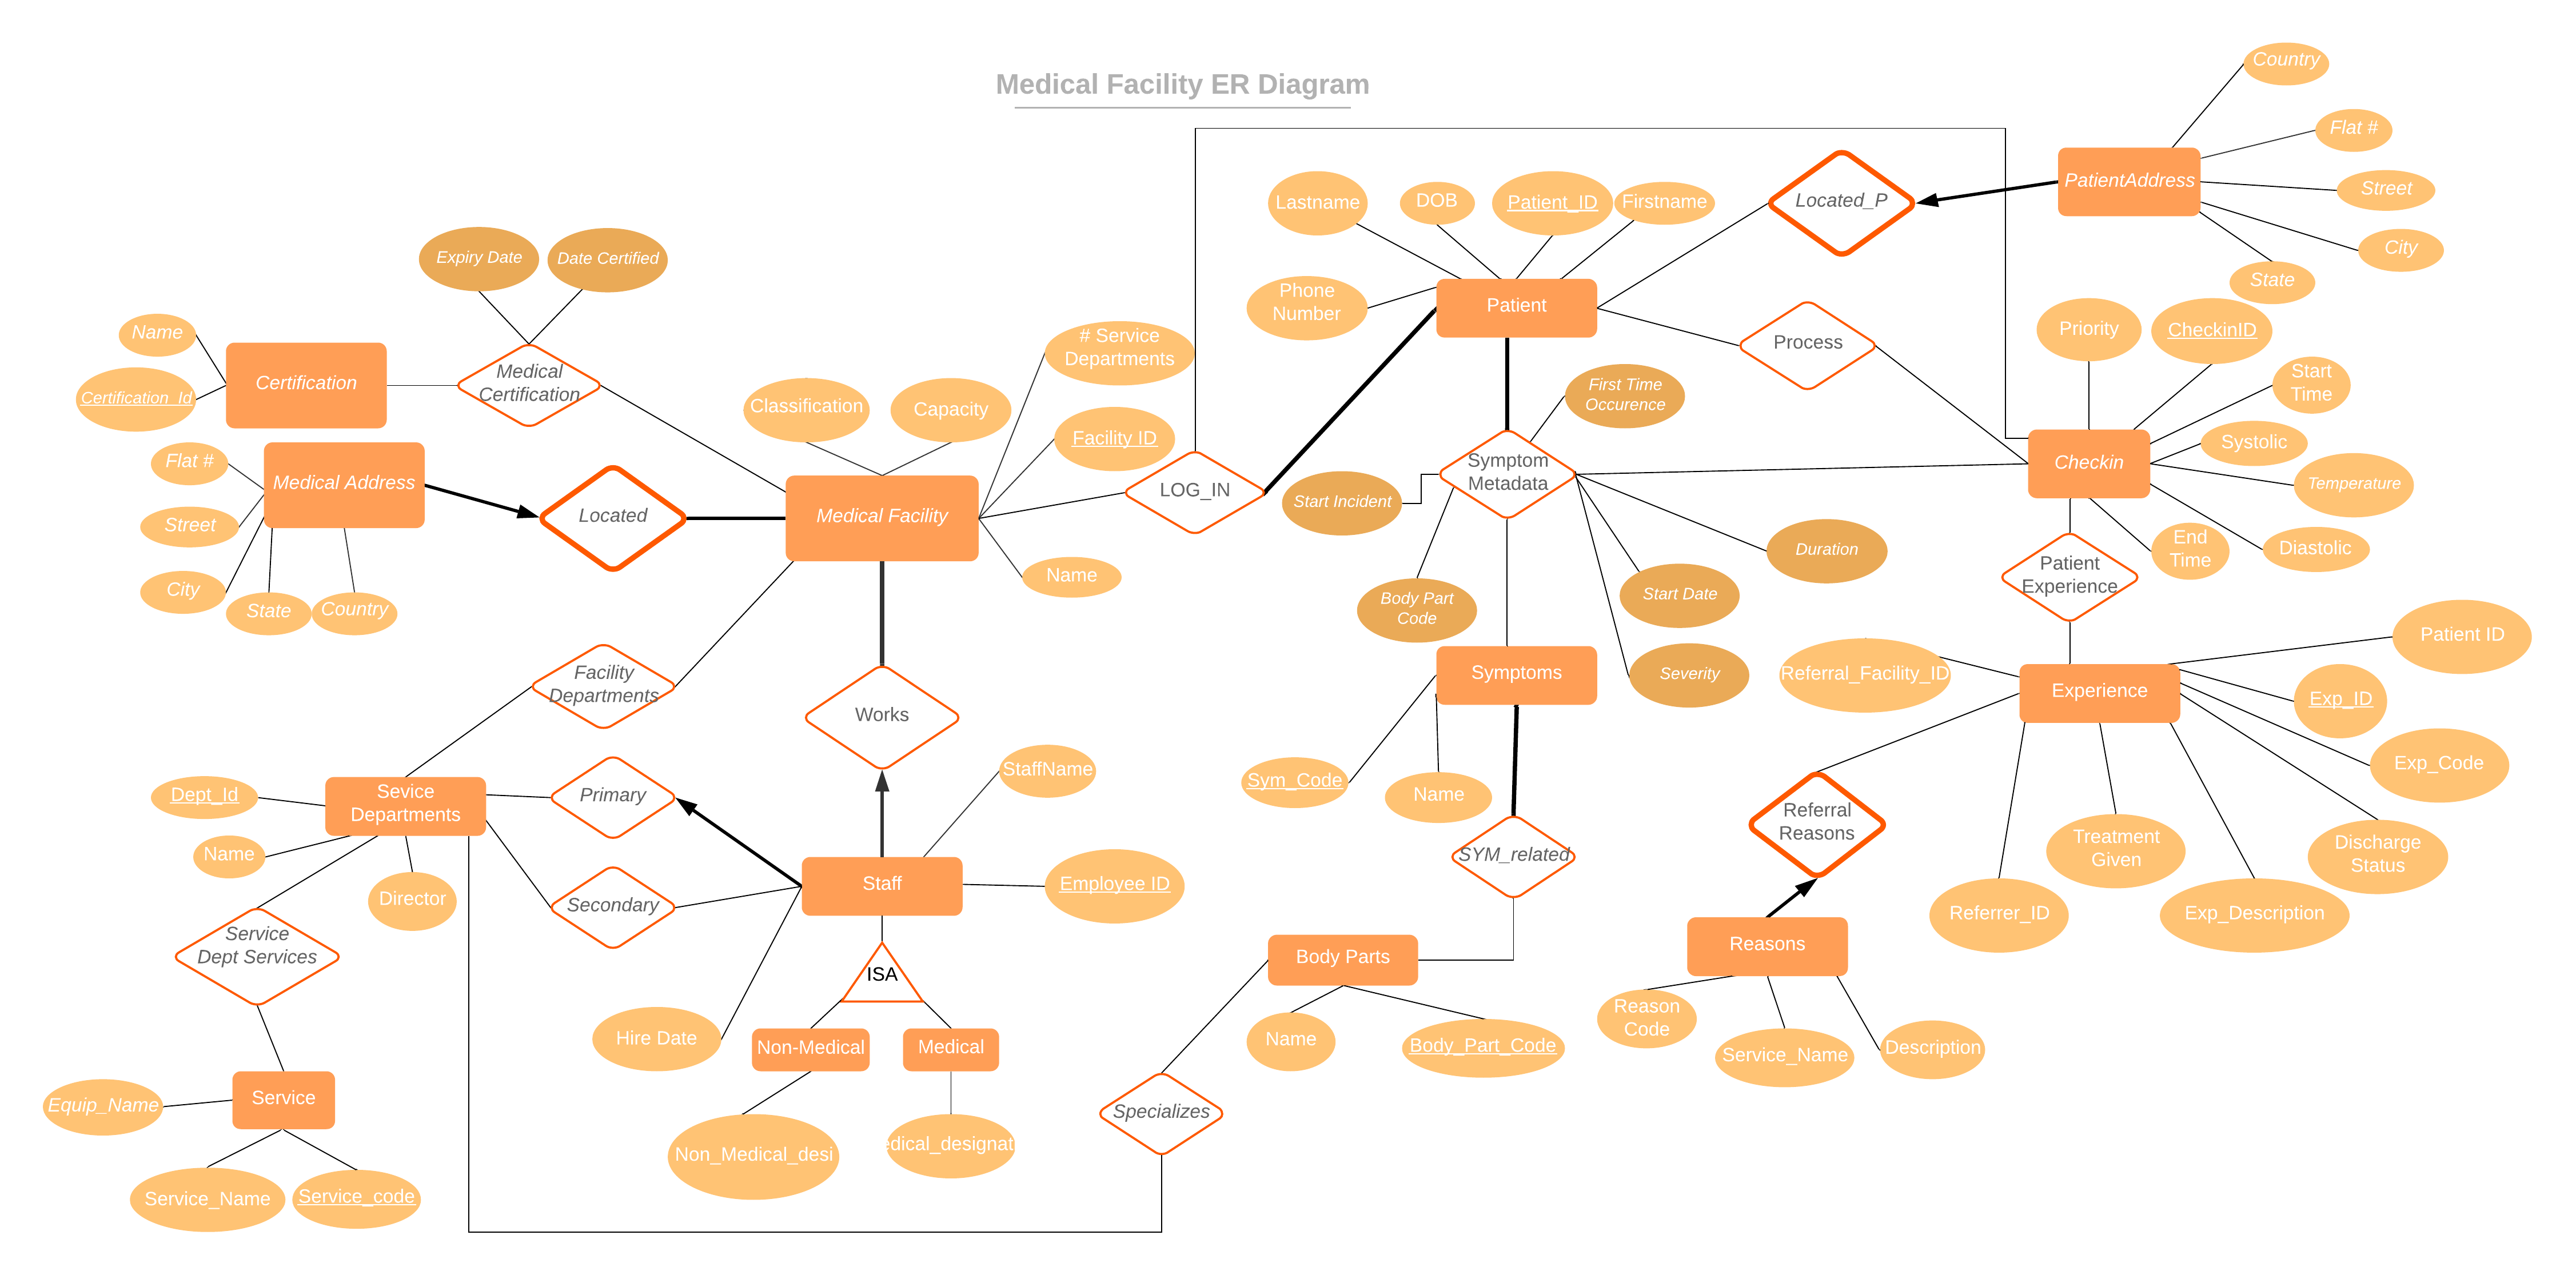 Medical Facility ER Diagram
Country
Flat #
Street
City
State
PatientAddress
Located_P
Lastname
DOB
Patient_ID
Firstname
Phone
Number
Patient
Process
Priority
CheckinID
Start
Time
Systolic
Temperature
Diastolic
End
Time
Checkin
Expiry Date
Date Certified
Name
Certification_Id
Certification
Medical
Certification
Classification
Capacity
# Service
Departments
Facility ID
Name
Medical Facility
LOG_IN
Flat #
Street
City
State
Country
Medical Address
Located
First Time
Occurence
Symptom
Metadata
Start Incident
Body Part
Code
Duration
Start Date
Severity
Patient
Experience
Symptoms
Sym_Code
Name
Referral_Facility_ID
Experience
Patient ID
Exp_ID
Exp_Code
Discharge
Status
Exp_Description
Treatment
Given
Referrer_ID
Referral
Reasons
Reasons
Reason
Code
Service_Name
Description
Facility
Departments
Works
Primary
Secondary
Sevice
Departments
Dept_Id
Name
Director
Service
Dept Services
Service
Equip_Name
Service_Name
Service_code
StaffName
Staff
Employee ID
Hire Date
ISA
Non-Medical
Medical
Non_Medical_desi
edical_designat
SYM_related
Body Parts
Name
Body_Part_Code
Specializes